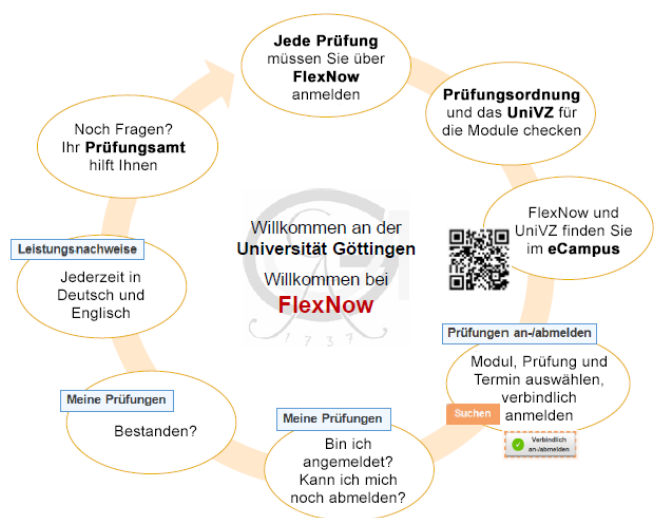 Jede Prüfung
müssen Sie über
FlexNow
anmelden
Prüfungsordnung
und das UniVZ für
die Module checken
FlexNow und
UniVZ finden Sie
im eCampus
Prüfungen an-/abmelden
Modul, Prüfung und
Termin auswählen,
verbindlich
anmelden
Suchen
Verbindlich
an-/abmelden
Meine Prüfungen
Bin ich
angemeldet?
Kann ich mich
noch abmelden?
Meine Prüfungen
Bestanden?
Leistungsnachweise
Jederzeit in
Deutsch und
Englisch
Noch Fragen?
Ihr Prüfungsamt
hilft Ihnen
Willkommen an der
Universität Göttingen
Willkommen bei
FlexNow
1737